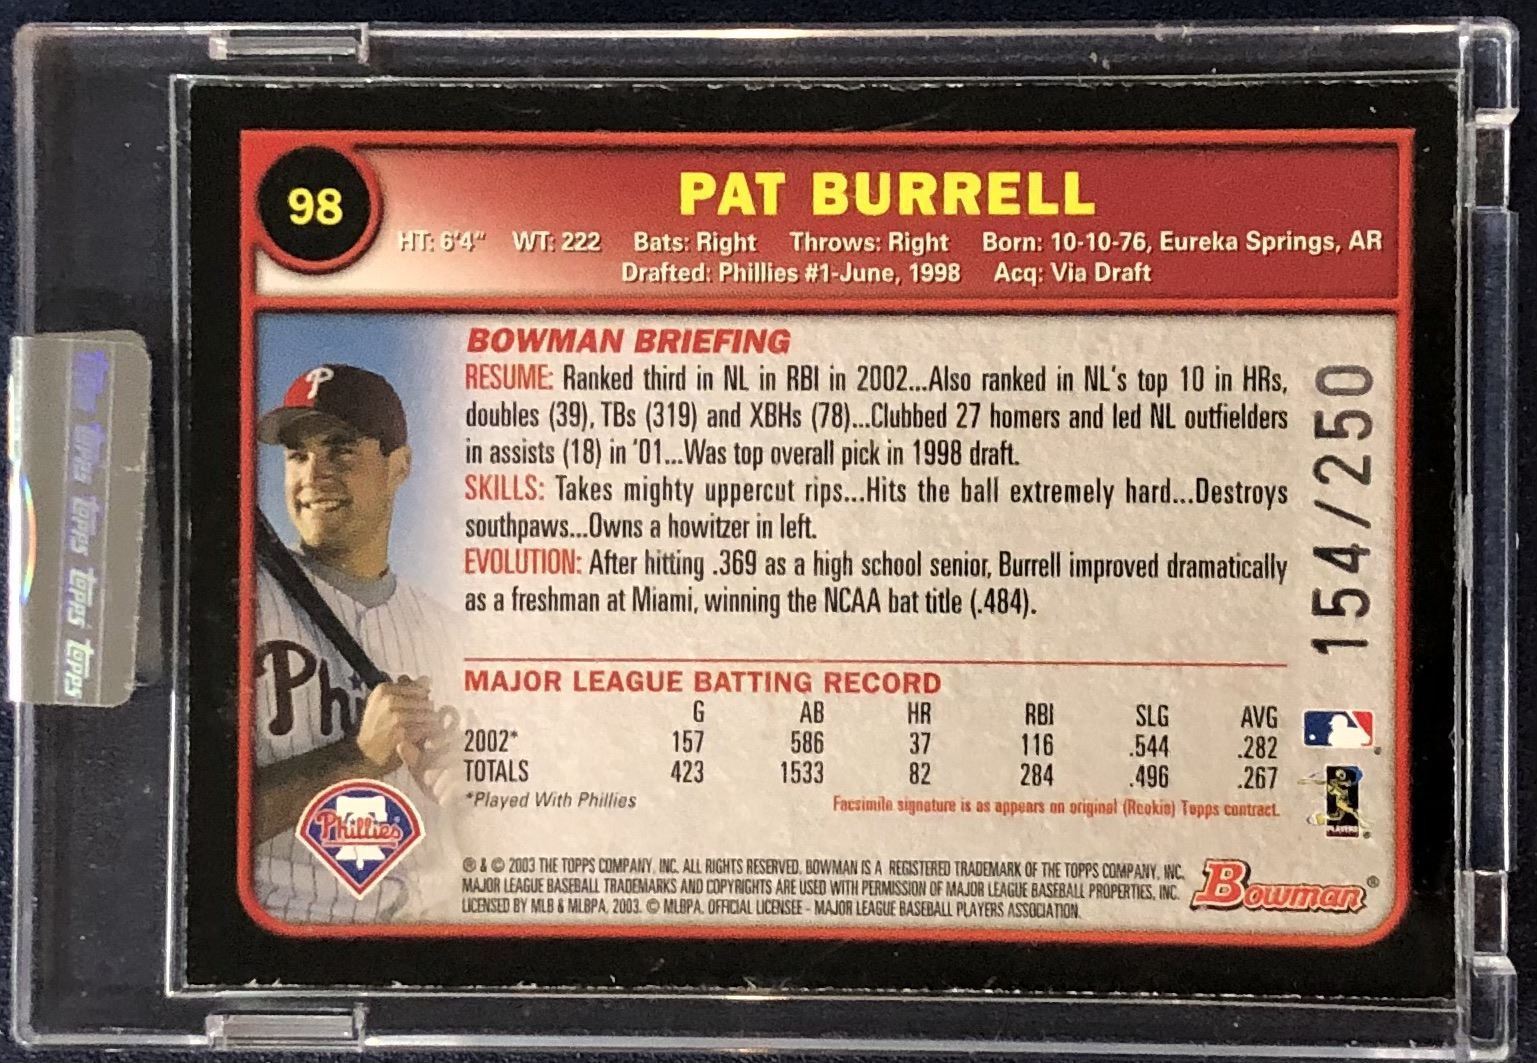 98
PAT BURRELL
HT: 6'4" WT: 222 Bats: Right Throws: Right Born: 10-10-76, Eureka Springs, AR
Drafted: Phillies #1-June, 1998 Acq: Via Draft
BOWMAN BRIEFING
RESUME: Ranked third in NL in RBI in 2002...Also ranked in NL's top 10 in HRs,
doubles (39), TBs (319) and XBHs (78)...Clubbed 27 homers and led NL outfielders
in assists (18) in '01...Was top overall pick in 1998 draft.
SKILLS: Takes mighty uppercut rips...Hits the ball extremely hard...Destroys
southpaws...Owns a howitzer in left.
EVOLUTION: After hitting .369 as a high school senior, Burrell improved dramatically
as a freshman at Miami, winning the NCAA bat title (.484).
154/250
MAJOR LEAGUE BATTING RECORD
G AB HR RBI SLG AVG
2002* 157 586 37 116 .544 .282
TOTALS 423 1533 82 284 .496 .267
*Played With Phillies
Facsimile signature is as appears on original (Rookie) Topps contract.
® & © 2003 THE TOPPS COMPANY, INC. ALL RIGHTS RESERVED. BOWMAN IS A REGISTERED TRADEMARK OF THE TOPPS COMPANY, INC.
MAJOR LEAGUE BASEBALL TRADEMARKS AND COPYRIGHTS ARE USED WITH PERMISSION OF MAJOR LEAGUE BASEBALL PROPERTIES, INC.
LICENSED BY MLB & MLBPA, 2003. © MLBPA. OFFICIAL LICENSEE - MAJOR LEAGUE BASEBALL PLAYERS ASSOCIATION.
Bowman®
Phillies
P
Phi
PLAYERS
topps topps topps